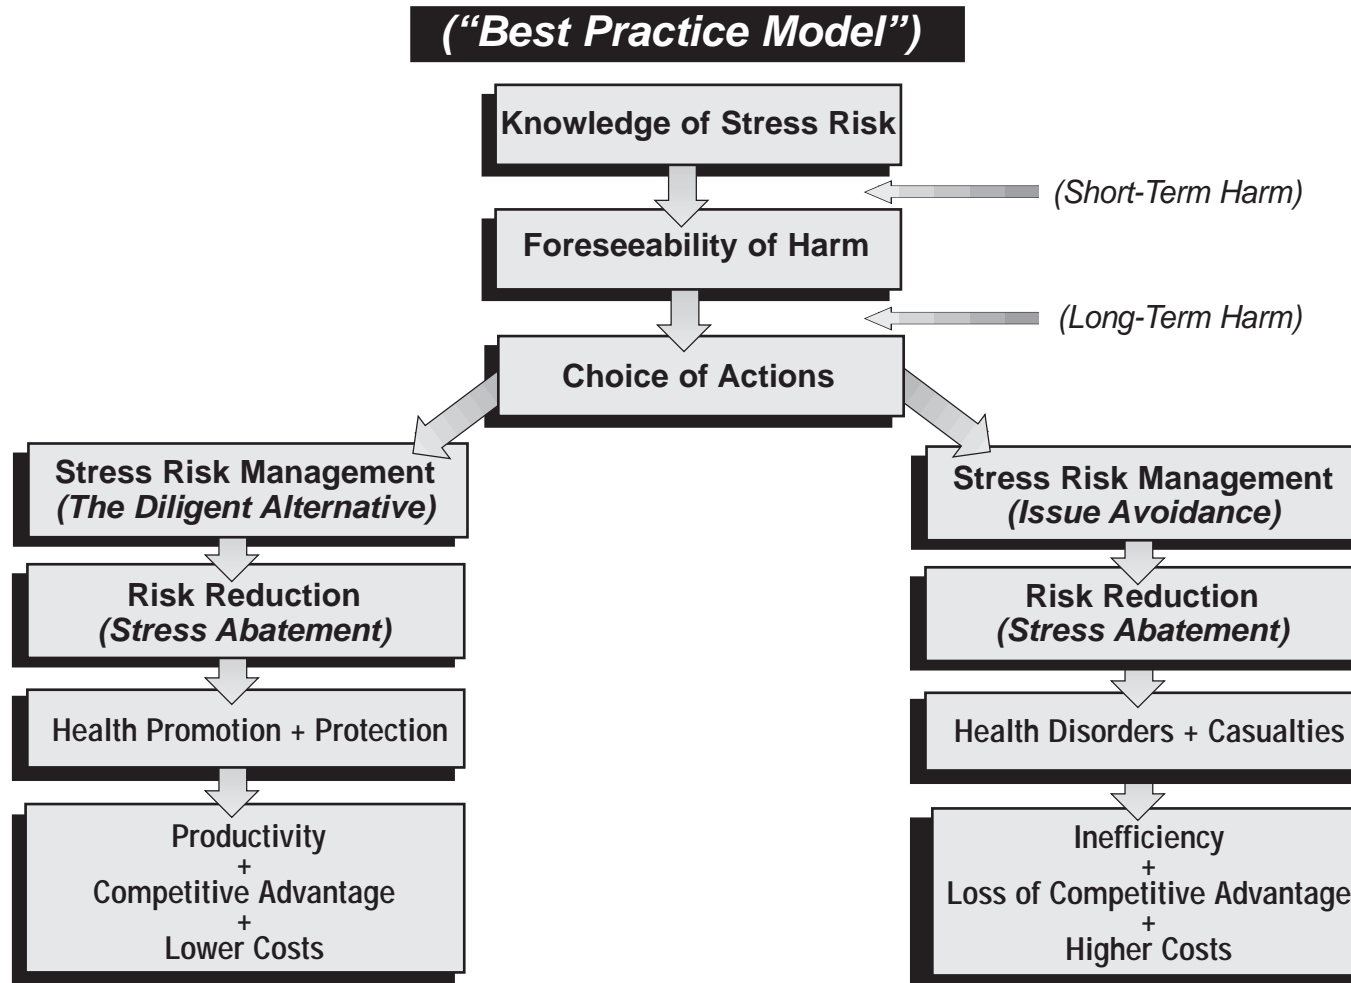 (“Best Practice Model”)
Knowledge of Stress Risk
(Short-Term Harm)
Foreseeability of Harm
(Long-Term Harm)
Choice of Actions
Stress Risk Management
(The Diligent Alternative)
Risk Reduction
(Stress Abatement)
Health Promotion + Protection
Productivity
+
Competitive Advantage
+
Lower Costs
Stress Risk Management
(Issue Avoidance)
Risk Reduction
(Stress Abatement)
Health Disorders + Casualties
Inefficiency
+
Loss of Competitive Advantage
+
Higher Costs